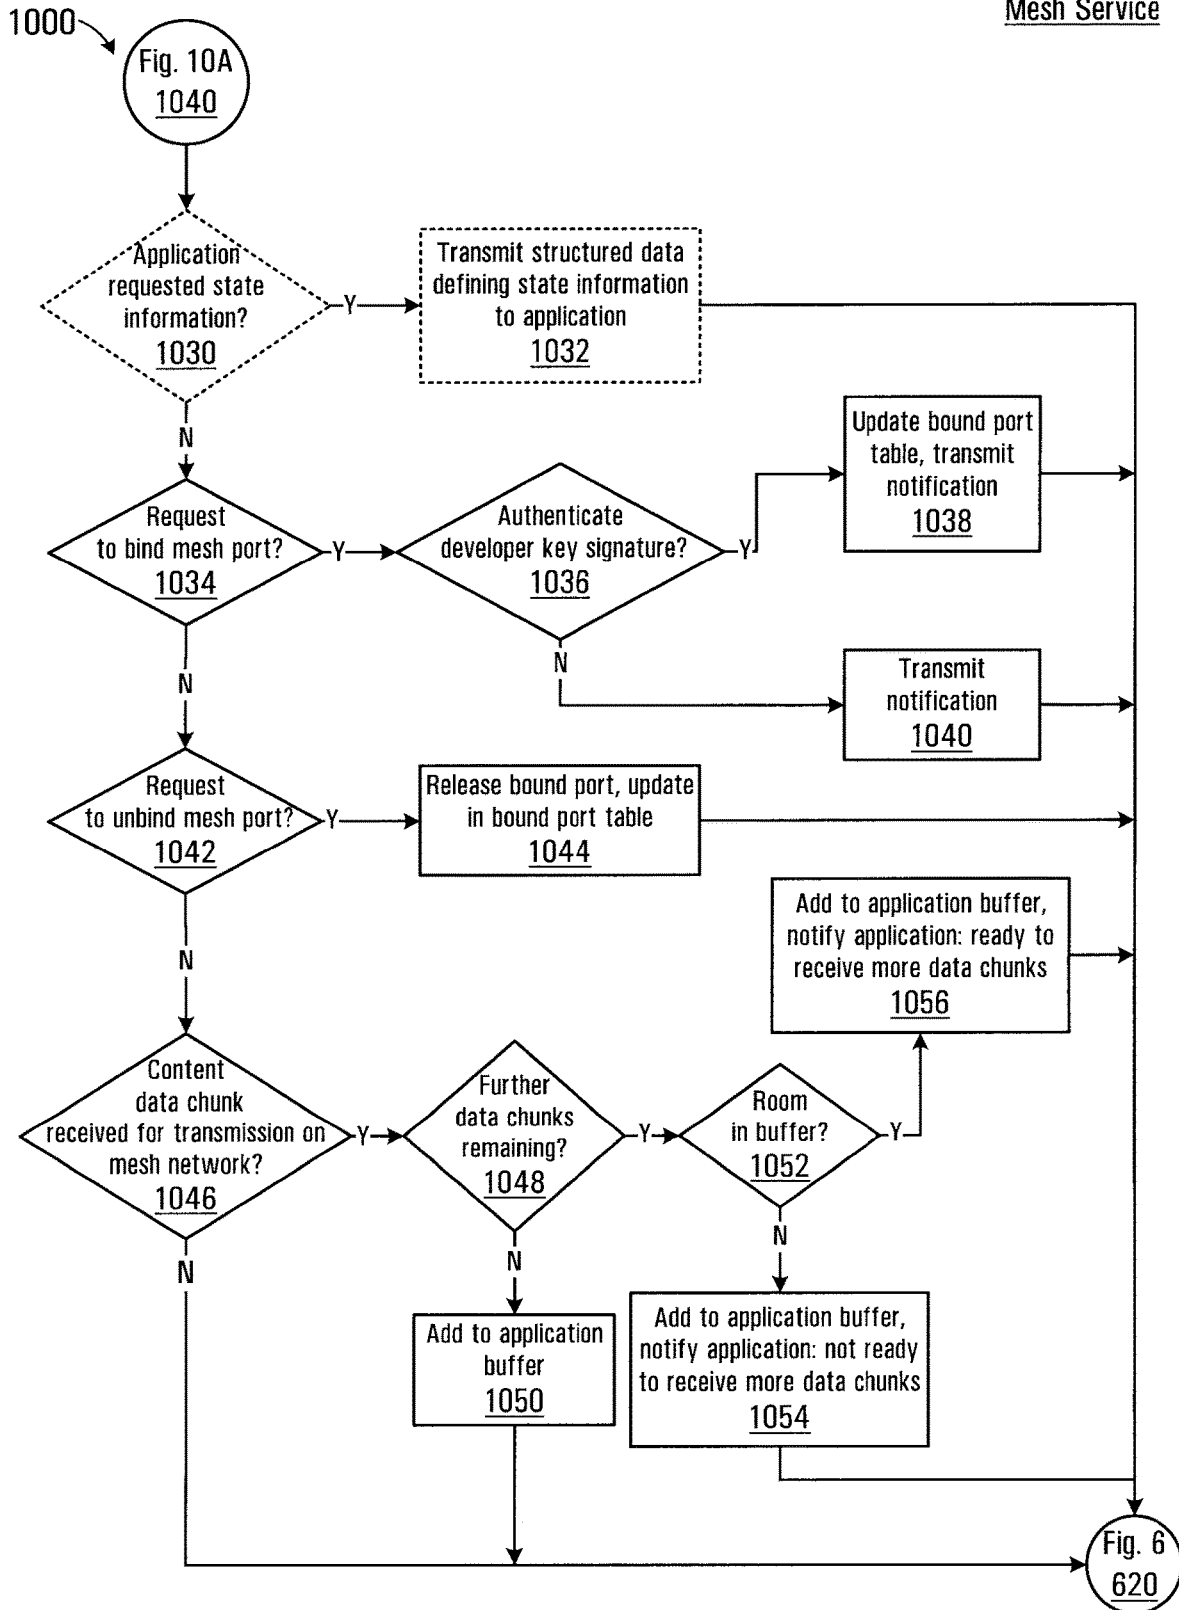 Mesh Service
1000
Fig. 10A
1040
Application
requested state
information?
1030
Y
Transmit structured data
defining state information
to application
1032
N
Update bound port
table, transmit
notification
1038
Request
to bind mesh port?
1034
Y
Authenticate
developer key signature?
1036
Y
N
N
Transmit
notification
1040
Request
to unbind mesh port?
1042
Y
Release bound port, update
in bound port table
1044
N
Add to application buffer,
notify application: ready to
receive more data chunks
1056
Content
data chunk
received for transmission on
mesh network?
1046
Y
Further
data chunks
remaining?
1048
Y
Room
in buffer?
1052
Y
N
N
N
Add to application
buffer
1050
Add to application buffer,
notify application: not ready
to receive more data chunks
1054
Fig. 6
620